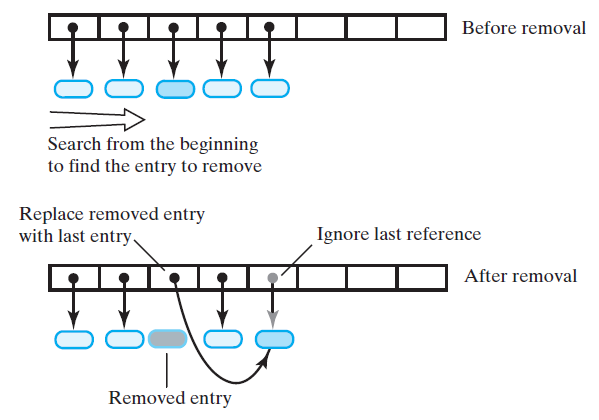 Before removal
Search from the beginning
to find the entry to remove
Replace removed entry
with last entry
Ignore last reference
After removal
Removed entry